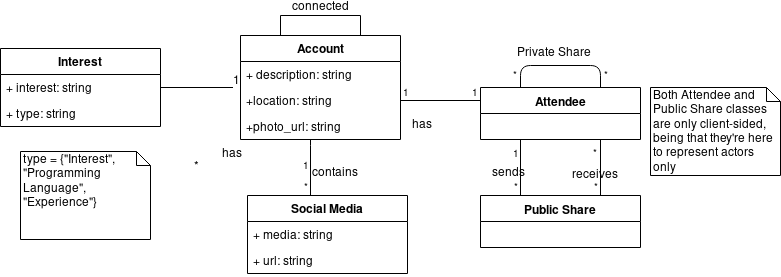 connected
Interest
+ interest: string
+ type: string
Account
+ description: string
+location: string
+photo_url: string
1
1
1
has
Private Share
*
*
Attendee
Both Attendee and
Public Share classes
are only client-sided,
being that they're here
to represent actors
only
type = {"Interest",
"Programming
Language",
"Experience"}
*
has
1
contains
*
Social Media
+ media: string
+ url: string
1
sends
*
*
receives
*
Public Share